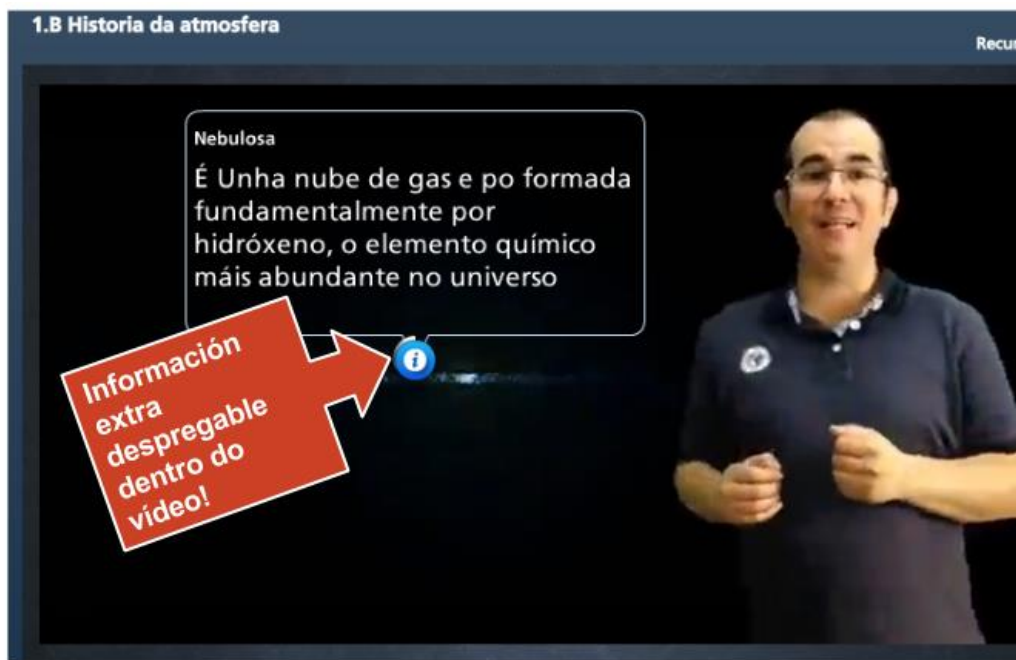 1.B Historia da atmosfera
Recur
Nebulosa
É Unha nube de gas e po formada
fundamentalmente por
hidróxeno, o elemento químico
máis abundante no universo
i
Información
extra
despregable
dentro do
vídeo!